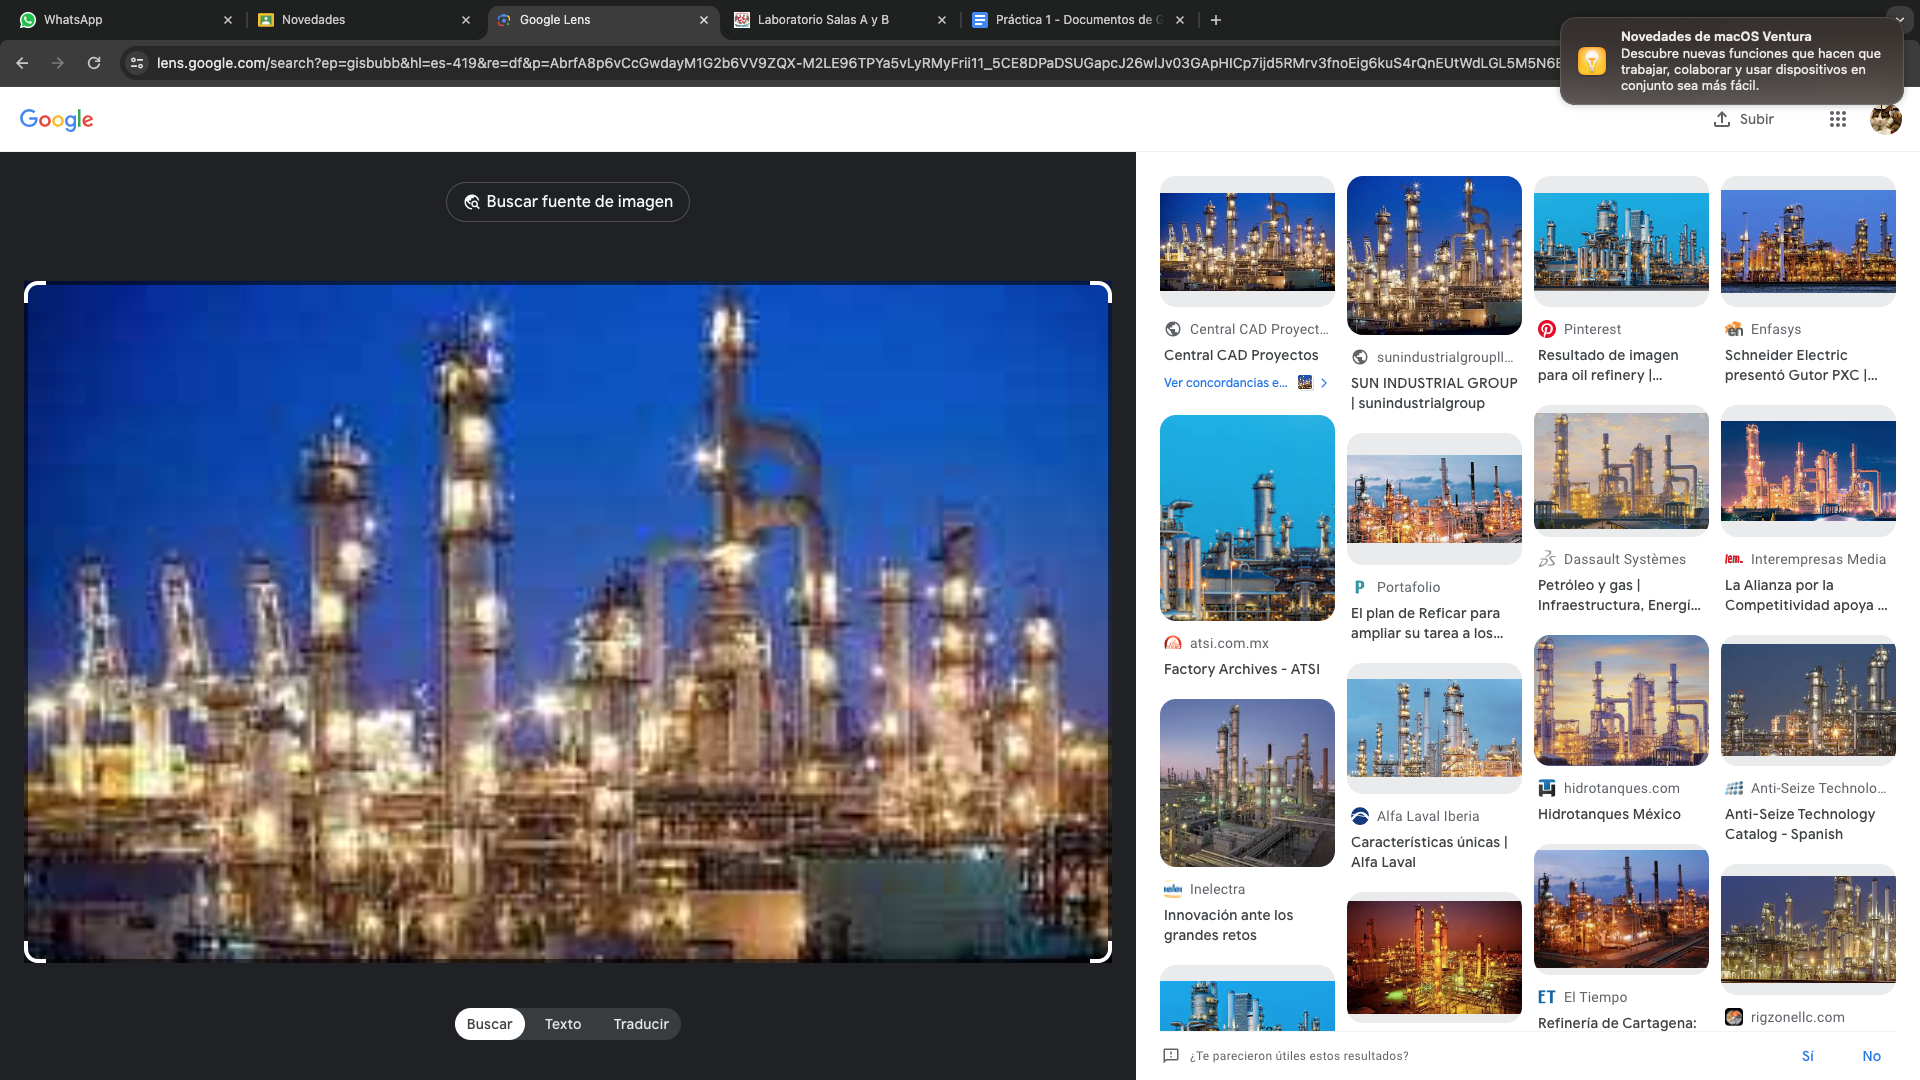 WhatsApp
Novedades
Google Lens
Laboratorio Salas A y B
Práctica 1 - Documentos de G
Novedades de macOS Ventura
Descubre nuevas funciones que hacen que
trabajar, colaborar y usar dispositivos en
conjunto sea más fácil.
lens.google.com/search?ep=gisbubb&hl=es-419&re=df&p=AbrfA8p6vCcGwdayM1G2b6VV9ZQX-M2LE96TPYa5vLyRMyFrii11_5CE8DPaDSUGapcJ26wlJv03GApHICp7ijd5RMrv3fnoEig6kuS4rQnEUtWdLGL5M5N6E
Google
Subir
Buscar fuente de imagen
Central CAD Proyect...
Central CAD Proyectos
Ver concordancias e...
sunindustrialgroupll...
SUN INDUSTRIAL GROUP
| sunindustrialgroup
Pinterest
Resultado de imagen
para oil refinery |...
Enfasys
Schneider Electric
presentó Gutor PXC |...
atsi.com.mx
Factory Archives - ATSI
Portafolio
El plan de Reficar para
ampliar su tarea a los...
Dassault Systèmes
Petróleo y gas |
Infraestructura, Energí...
Interempresas Media
La Alianza por la
Competitividad apoya ...
Inelectra
Innovación ante los
grandes retos
Alfa Laval Iberia
Características únicas |
Alfa Laval
hidrotanques.com
Hidrotanques México
Anti-Seize Technolo...
Anti-Seize Technology
Catalog - Spanish
ET El Tiempo
Refinería de Cartagena:
rigzonellc.com
Buscar
Texto
Traducir
¿Te parecieron útiles estos resultados?
Sí
No